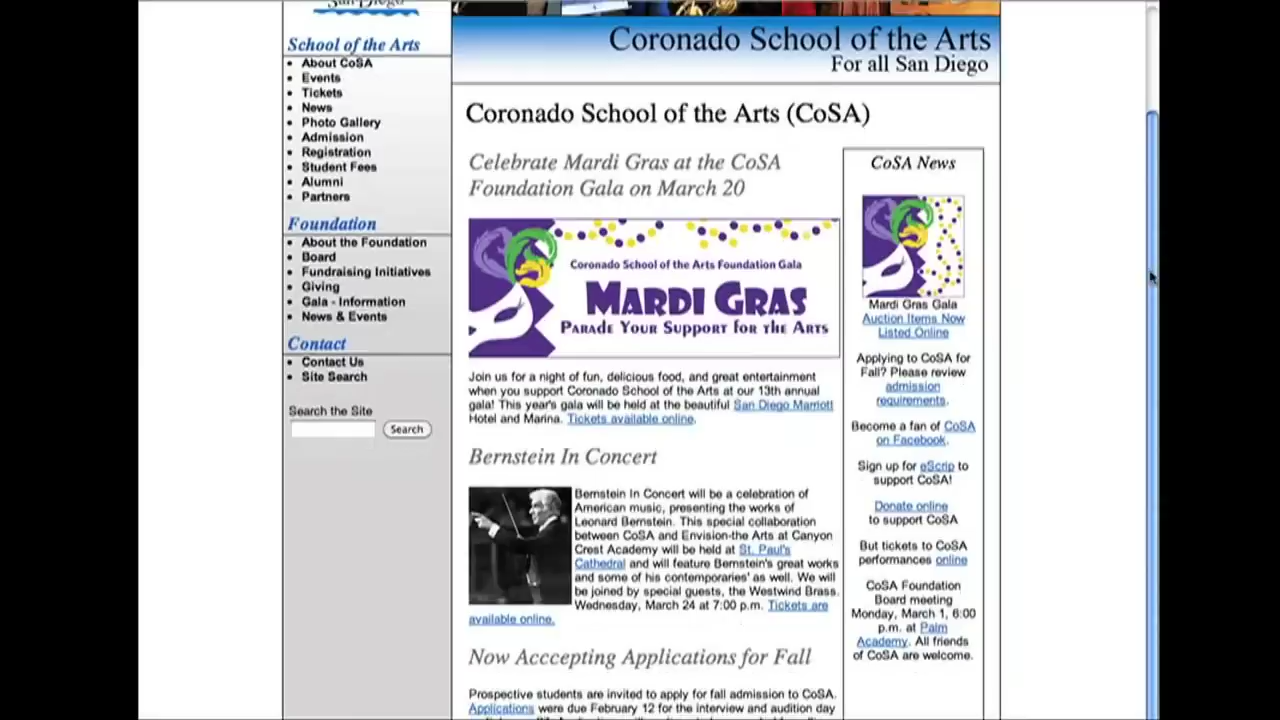 San Diego
School of the Arts
About CoSA
Events
Tickets
News
Photo Gallery
Admission
Registration
Student Fees
Alumni
Partners
Foundation
About the Foundation
Board
Fundraising Initiatives
Giving
Gala - Information
News & Events
Contact
Contact Us
Site Search
Search the Site
Search
Coronado School of the Arts
For all San Diego
Coronado School of the Arts (CoSA)
Celebrate Mardi Gras at the CoSA
Foundation Gala on March 20
Coronado School of the Arts Foundation Gala
Mardi Gras
Parade Your Support for the Arts
Join us for a night of fun, delicious food, and great entertainment
when you support Coronado School of the Arts at our 13th annual
gala! This year's gala will be held at the beautiful San Diego Marriott
Hotel and Marina. Tickets available online.
Bernstein In Concert
Bernstein In Concert will be a celebration of
American music, presenting the works of
Leonard Bernstein. This special collaboration
between CoSA and Envision-the Arts at Canyon
Crest Academy will be held at St. Paul's
Cathedral and will feature Bernstein's great works
and some of his contemporaries' as well. We will
be joined by special guests, the Westwind Brass.
Wednesday, March 24 at 7:00 p.m. Tickets are
available online.
Now Acccepting Applications for Fall
Prospective students are invited to apply for fall admission to CoSA.
Applications were due February 12 for the interview and audition day
CoSA News
Mardi Gras Gala
Auction Items Now
Listed Online
Applying to CoSA for
Fall? Please review
admission
requirements.
Become a fan of CoSA
on Facebook.
Sign up for eScrip to
support CoSA!
Donate online
to support CoSA
But tickets to CoSA
performances online
CoSA Foundation
Board meeting
Monday, March 1, 6:00
p.m. at Palm
Academy. All friends
of CoSA are welcome.